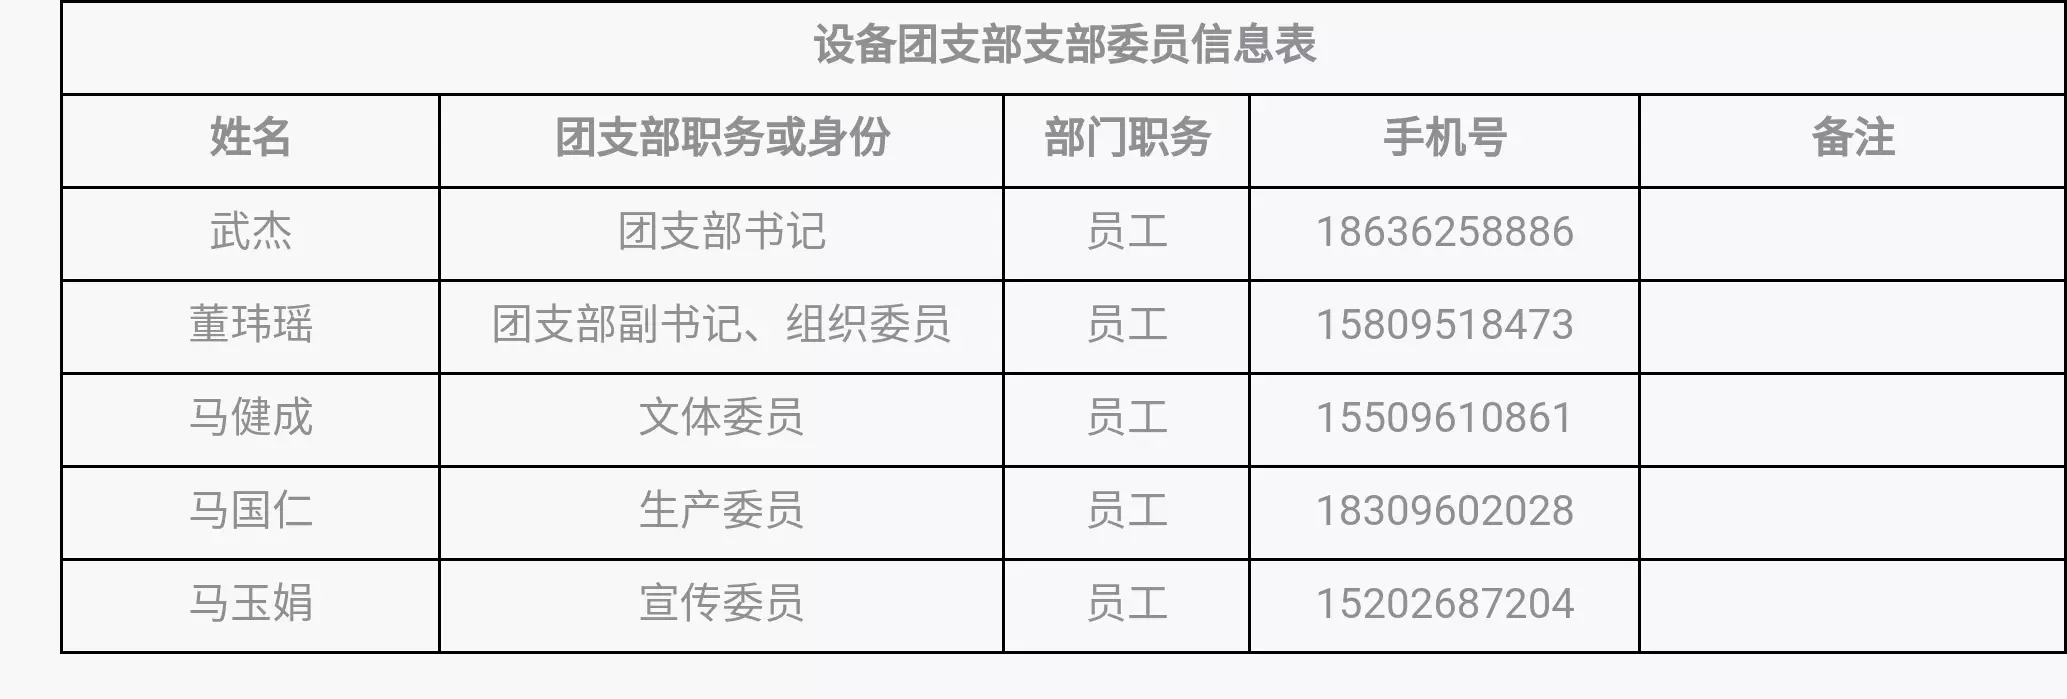 设备团支部支部委员信息表
姓名 团支部职务或身份 部门职务 手机号 备注
武杰 团支部书记 员工 18636258886
董玮瑶 团支部副书记、组织委员 员工 15809518473
马健成 文体委员 员工 15509610861
马国仁 生产委员 员工 18309602028
马玉娟 宣传委员 员工 15202687204